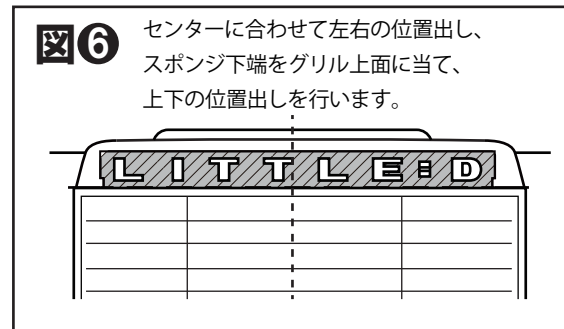 図❻
センターに合わせて左右の位置出し、
スポンジ下端をグリル上面に当て、
上下の位置出しを行います。
LITTLE:D